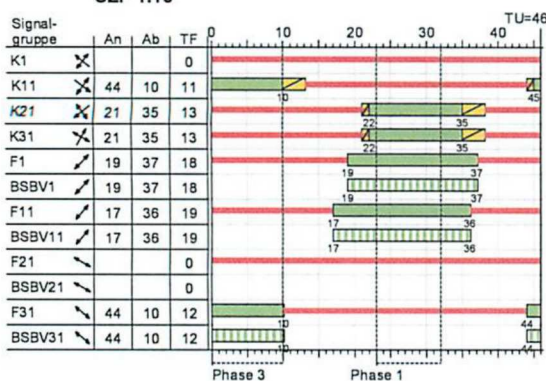 Signal-
gruppe An Ab TF 0 10 20 30 40 TU=46
K1 0
K11 44 10 11 10 45
K21 21 35 13 22 35
K31 21 35 13 22 35
F1 19 37 18 19 37
BSBV1 19 37 18 19 37
F11 17 36 19 17 36
BSBV11 17 36 19 17 36
F21 0
BSBV21 0
F31 44 10 12 10 44
BSBV31 44 10 12 10 44
Phase 3 Phase 1